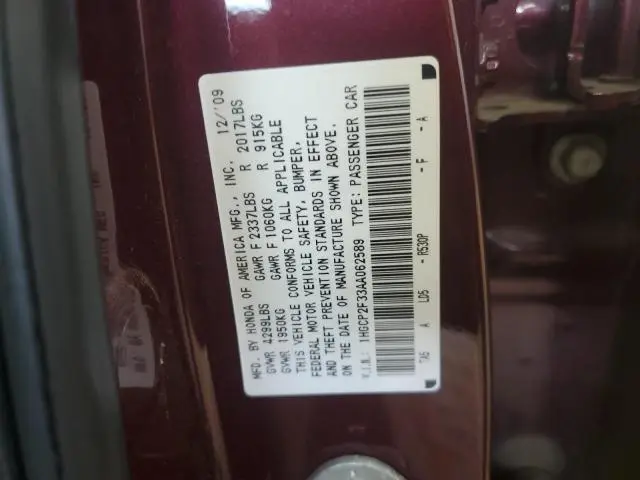 MFD BY HONDA OF AMERICA MFG., INC. 12/'09
GVWR 4299LBS GAWR F 2337LBS R 2017LBS
GVWR 1950KG GAWR F 1060KG R 915KG
THIS VEHICLE CONFORMS TO ALL APPLICABLE
FEDERAL MOTOR VEHICLE SAFETY, BUMPER,
AND THEFT PREVENTION STANDARDS IN EFFECT
ON THE DATE OF MANUFACTURE SHOWN ABOVE.
V.I.N.: 1HGCP2F33AA062589 TYPE: PASSENGER CAR
TA5 A LD5 - R530P - F - A